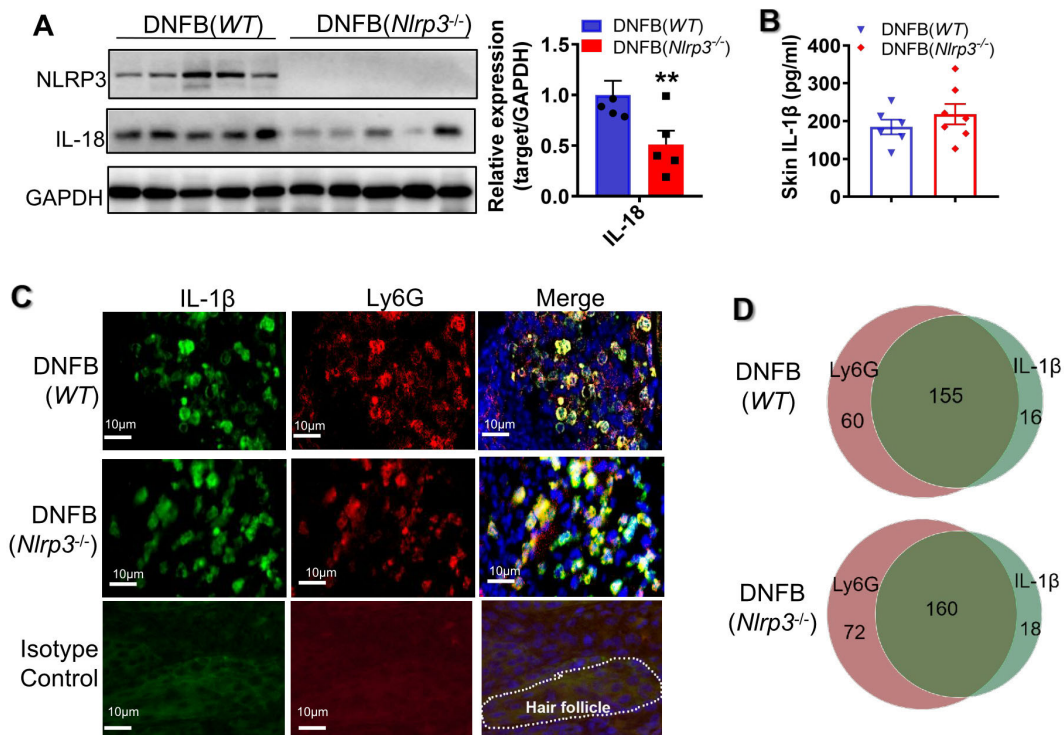 A
DNFB(WT)
DNFB(Nlrp3-/-)
NLRP3
IL-18
GAPDH
DNFB(WT)
DNFB(Nlrp3-/-)
Relative expression
(target/GAPDH)
1.5
1.0
0.5
0.0
**
IL-18
B
DNFB(WT)
DNFB(Nlrp3-/-)
Skin IL-1β (pg/ml)
400
300
200
100
0
C
IL-1β
Ly6G
Merge
DNFB
(WT)
10μm
10μm
10μm
DNFB
(Nlrp3-/-)
10μm
10μm
10μm
Isotype
Control
10μm
10μm
10μm
Hair follicle
D
DNFB
(WT)
Ly6G
60
155
IL-1β
16
DNFB
(Nlrp3-/-)
Ly6G
72
160
IL-1β
18